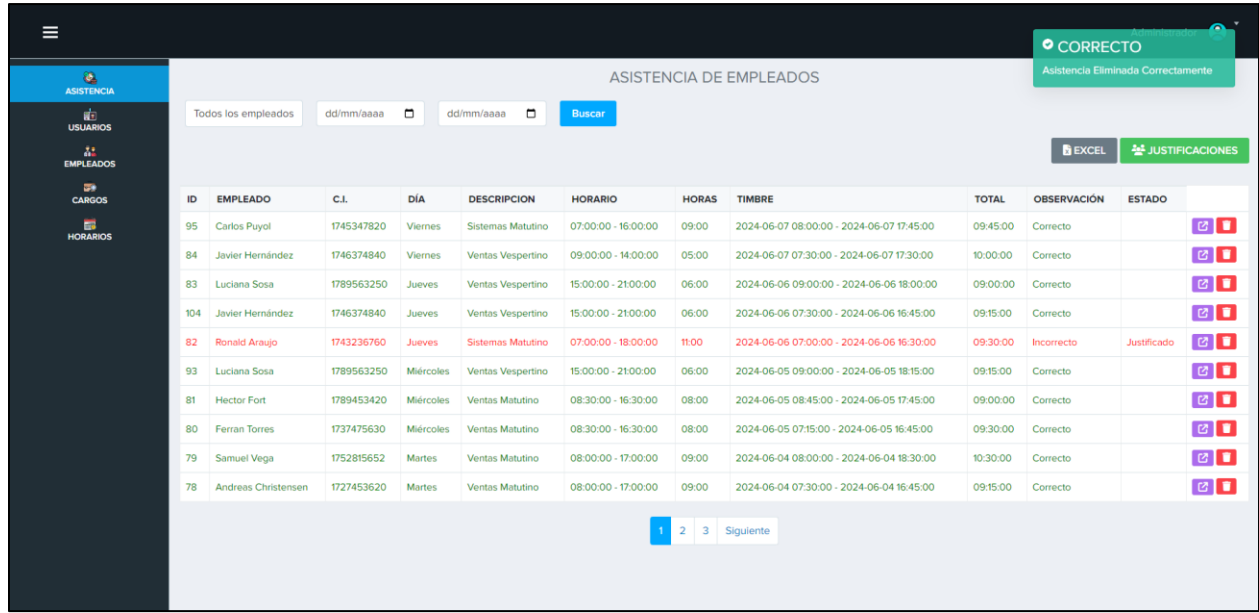 Administrador
CORRECTO
Asistencia Eliminada Correctamente
ASISTENCIA
USUARIOS
EMPLEADOS
CARGOS
HORARIOS
ASISTENCIA DE EMPLEADOS
Todos los empleados dd/mm/aaaa dd/mm/aaaa Buscar
EXCEL JUSTIFICACIONES
ID EMPLEADO C.I. DÍA DESCRIPCION HORARIO HORAS TIMBRE TOTAL OBSERVACIÓN ESTADO
95 Carlos Puyol 1745347820 Viernes Sistemas Matutino 07:00:00 - 16:00:00 09:00 2024-06-07 08:00:00 - 2024-06-07 17:45:00 09:45:00 Correcto
84 Javier Hernández 1746374840 Viernes Ventas Vespertino 09:00:00 - 14:00:00 05:00 2024-06-07 07:30:00 - 2024-06-07 17:30:00 10:00:00 Correcto
83 Luciana Sosa 1789563250 Jueves Ventas Vespertino 15:00:00 - 21:00:00 06:00 2024-06-06 09:00:00 - 2024-06-06 18:00:00 09:00:00 Correcto
104 Javier Hernández 1746374840 Jueves Ventas Vespertino 15:00:00 - 21:00:00 06:00 2024-06-06 07:30:00 - 2024-06-06 16:45:00 09:15:00 Correcto
82 Ronald Araujo 1743236760 Jueves Sistemas Matutino 07:00:00 - 18:00:00 11:00 2024-06-06 07:00:00 - 2024-06-06 16:30:00 09:30:00 Incorrecto Justificado
93 Luciana Sosa 1789563250 Miércoles Ventas Vespertino 15:00:00 - 21:00:00 06:00 2024-06-05 09:00:00 - 2024-06-05 18:15:00 09:15:00 Correcto
81 Hector Fort 1789453420 Miércoles Ventas Matutino 08:30:00 - 16:30:00 08:00 2024-06-05 08:45:00 - 2024-06-05 17:45:00 09:00:00 Correcto
80 Ferran Torres 1737475630 Miércoles Ventas Matutino 08:30:00 - 16:30:00 08:00 2024-06-05 07:15:00 - 2024-06-05 16:45:00 09:30:00 Correcto
79 Samuel Vega 1752815652 Martes Ventas Matutino 08:00:00 - 17:00:00 09:00 2024-06-04 08:00:00 - 2024-06-04 18:30:00 10:30:00 Correcto
78 Andreas Christensen 1727453620 Martes Ventas Matutino 08:00:00 - 17:00:00 09:00 2024-06-04 07:30:00 - 2024-06-04 16:45:00 09:15:00 Correcto
1 2 3 Siguiente